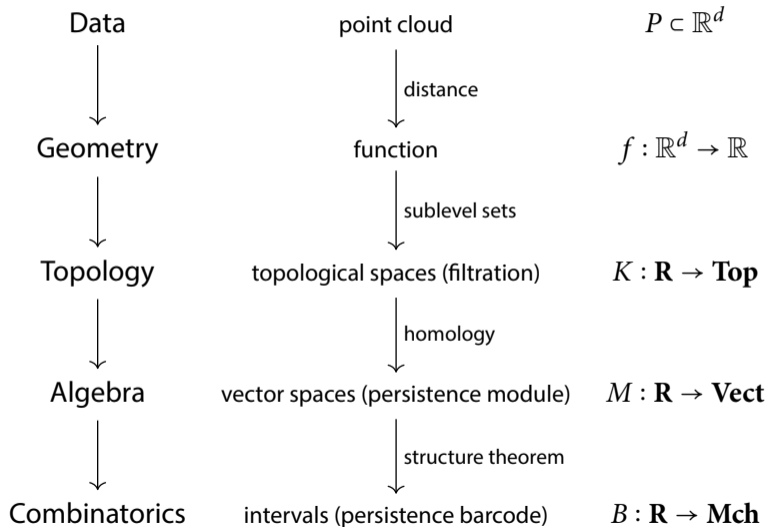 Data point cloud P ⊂ ℝ^d
distance
Geometry function f : ℝ^d → ℝ
sublevel sets
Topology topological spaces (filtration) K : **R** → **Top**
homology
Algebra vector spaces (persistence module) M : **R** → **Vect**
structure theorem
Combinatorics intervals (persistence barcode) B : **R** → **Mch**